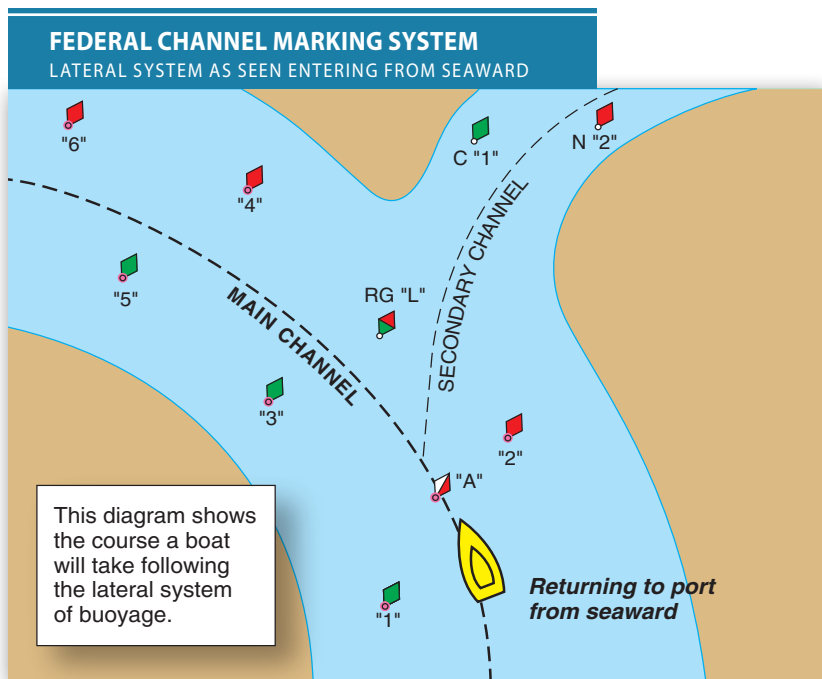 FEDERAL CHANNEL MARKING SYSTEM
LATERAL SYSTEM AS SEEN ENTERING FROM SEAWARD
"6"
C "1"
N "2"
"4"
"5"
RG "L"
SECONDARY CHANNEL
MAIN CHANNEL
"3"
"2"
"A"
This diagram shows
the course a boat
will take following
the lateral system
of buoyage.
"1"
Returning to port
from seaward